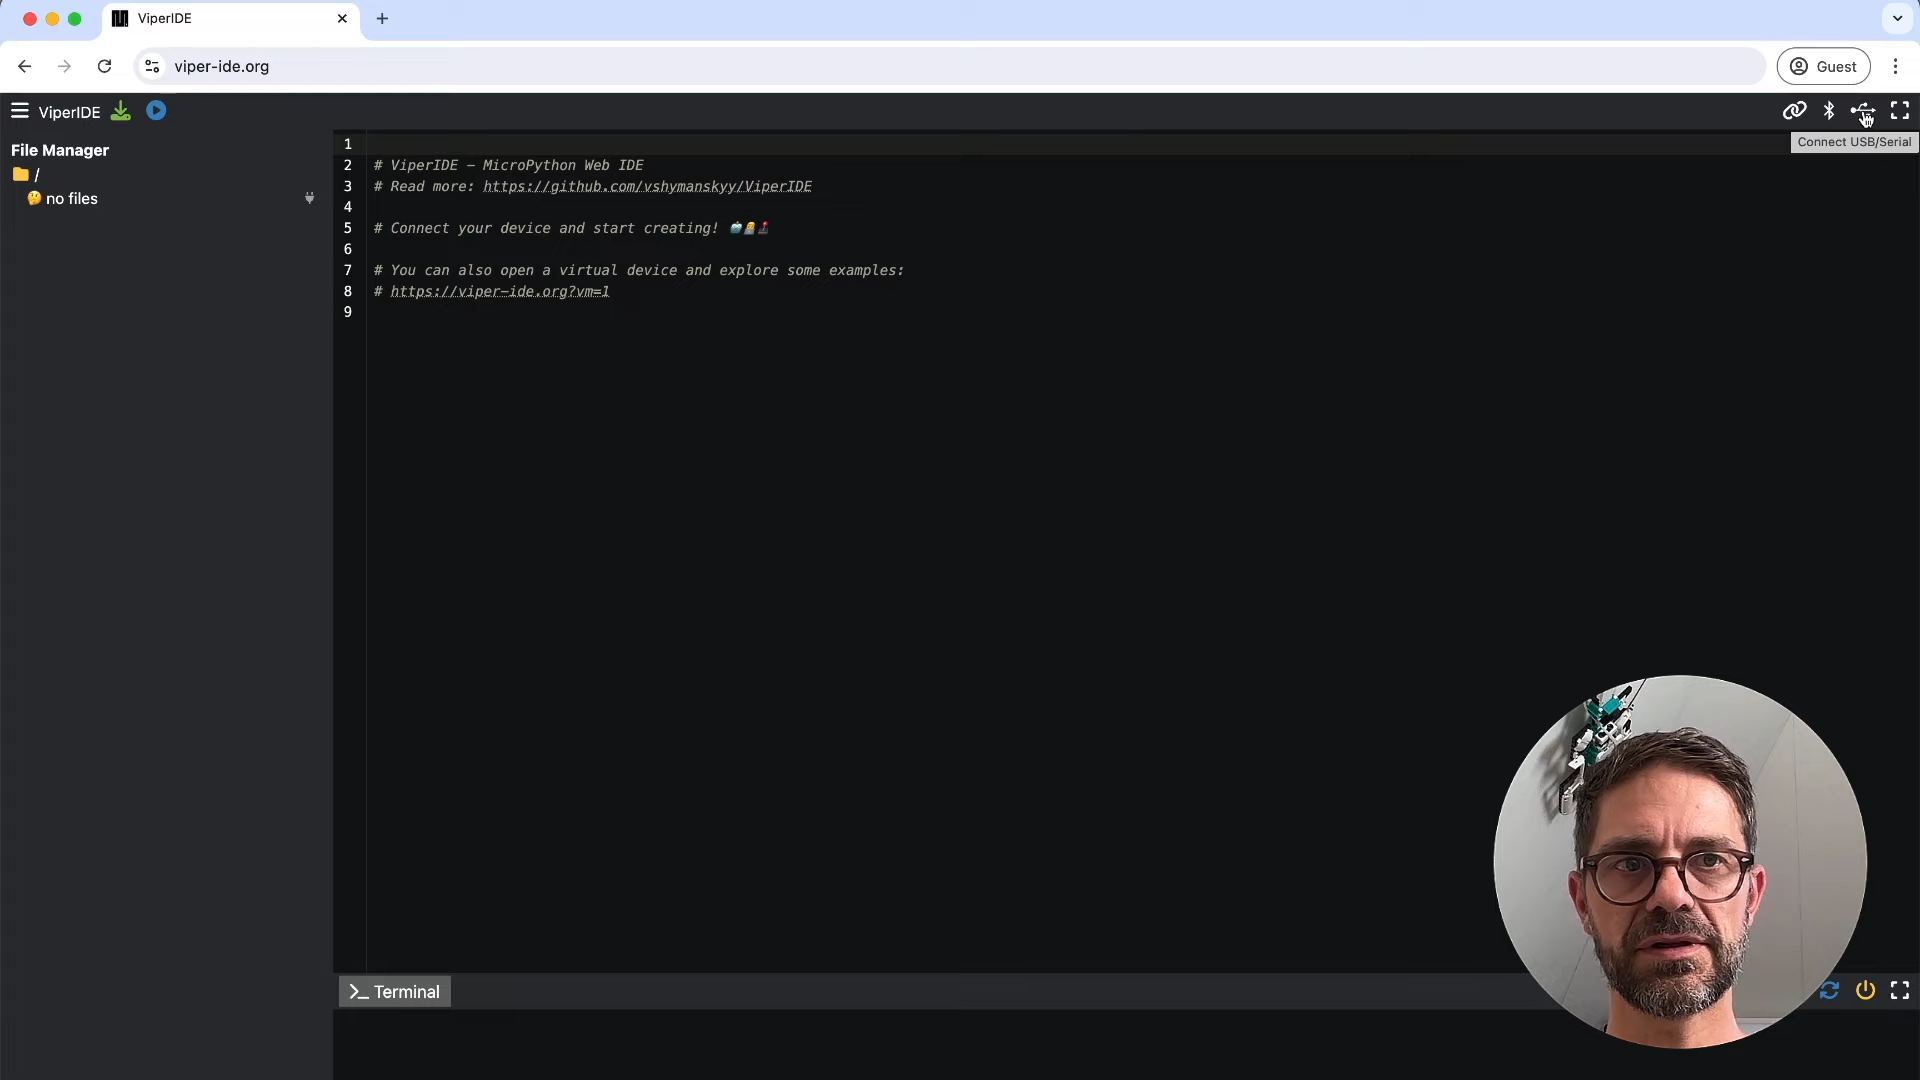 ViperIDE
viper-ide.org
Guest
ViperIDE
Connect USB/Serial
File Manager
/
no files
1
2 # ViperIDE - MicroPython Web IDE
3 # Read more: https://github.com/vshymanskyy/ViperIDE
4
5 # Connect your device and start creating! 🤖👨‍💻🕹️
6
7 # You can also open a virtual device and explore some examples:
8 # https://viper-ide.org?vm=1
9
>_ Terminal